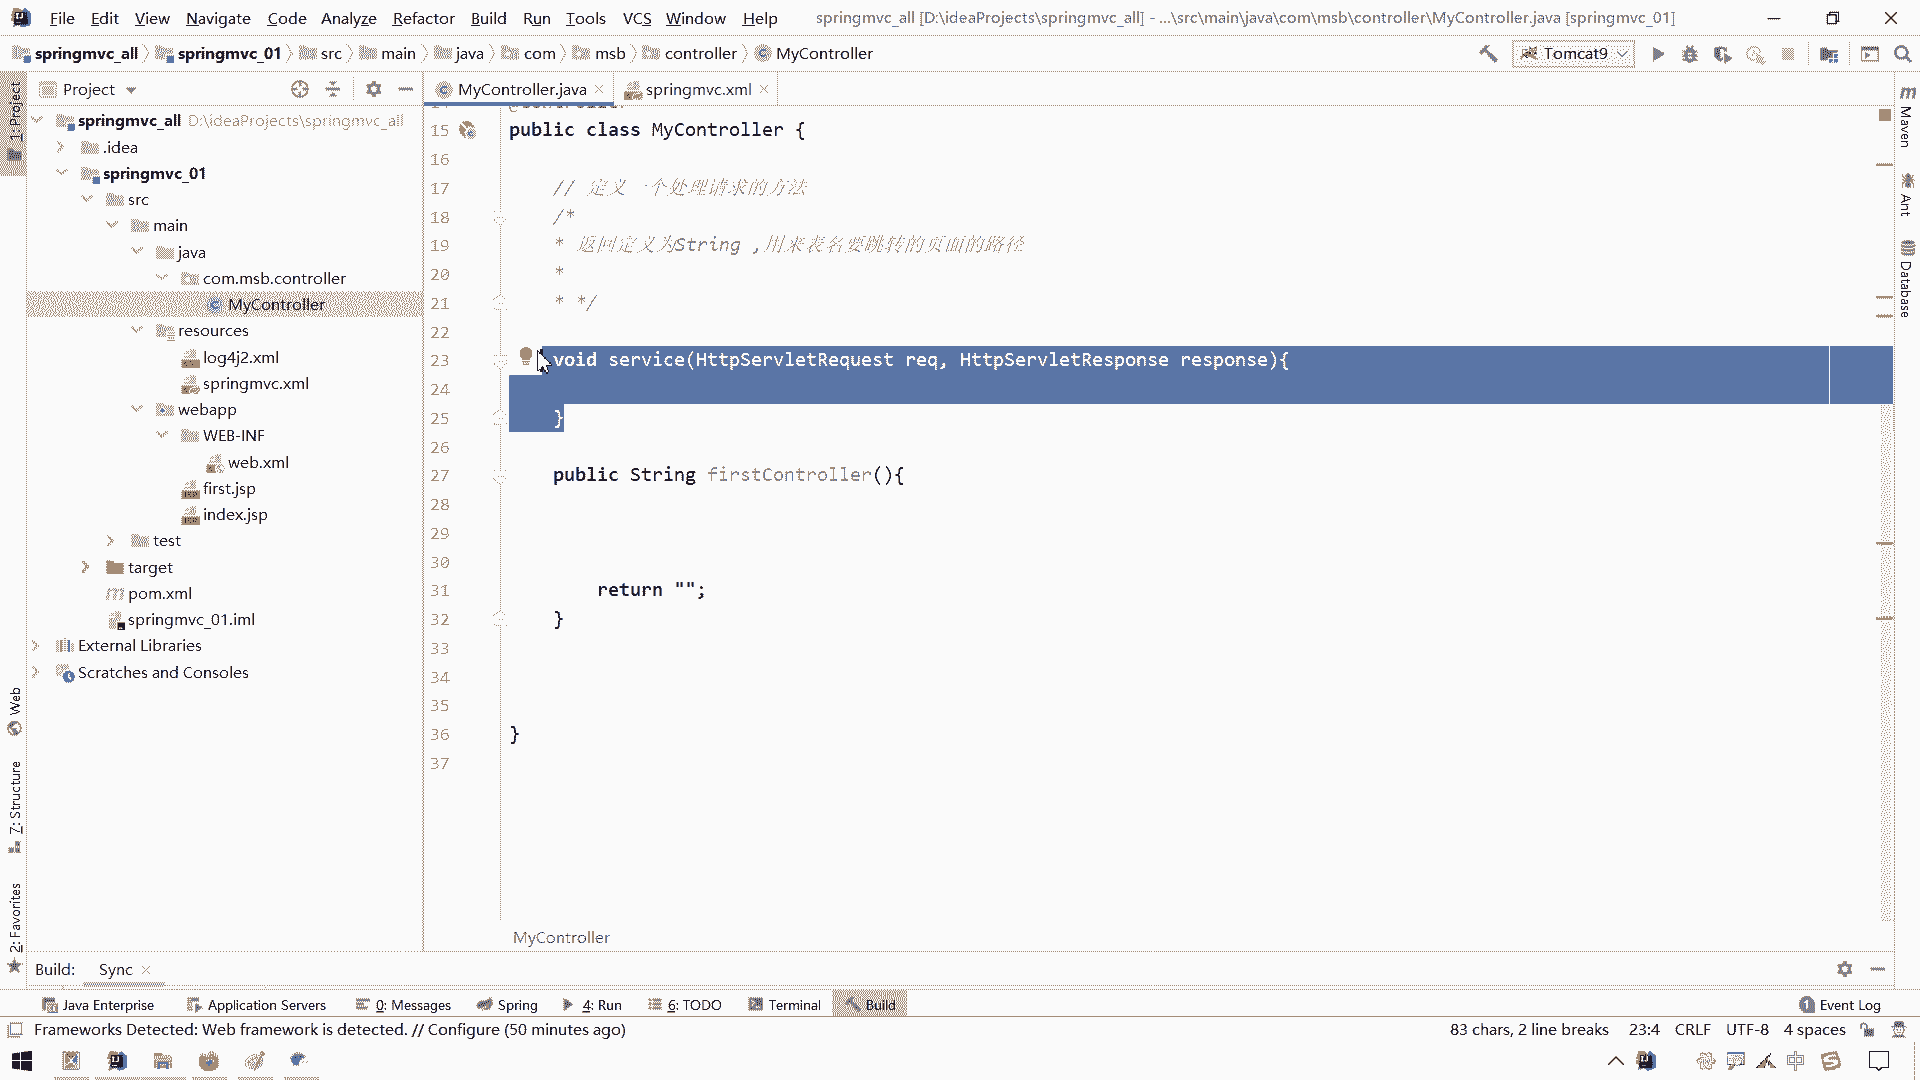 File Edit View Navigate Code Analyze Refactor Build Run Tools VCS Window Help springmvc_all [D:\ideaProjects\springmvc_all] - ...\src\main\java\com\msb\controller\MyController.java [springmvc_01]
springmvc_all springmvc_01 src main java com msb controller MyController Tomcat9
Project MyController.java springmvc.xml
1: Project
springmvc_all D:\ideaProjects\springmvc_all
.idea
springmvc_01
src
main
java
com.msb.controller
MyController
resources
log4j2.xml
springmvc.xml
webapp
WEB-INF
web.xml
first.jsp
index.jsp
test
target
pom.xml
springmvc_01.iml
External Libraries
Scratches and Consoles
Web
7: Structure
2: Favorites
15 public class MyController {
16
17 // 定义一个处理请求的方法
18 /*
19 * 返回定义为String ,用来表名要跳转的页面的路径
20 *
21 * */
22
23 void service(HttpServletRequest req, HttpServletResponse response){
24
25 }
26
27 public String firstController(){
28
29
30
31 return "";
32 }
33
34
35
36 }
37
MyController
Maven
Ant
Database
Build: Sync
Java Enterprise Application Servers 0: Messages Spring 4: Run 6: TODO Terminal Build 1 Event Log
Frameworks Detected: Web framework is detected. // Configure (50 minutes ago) 83 chars, 2 line breaks 23:4 CRLF UTF-8 4 spaces
中